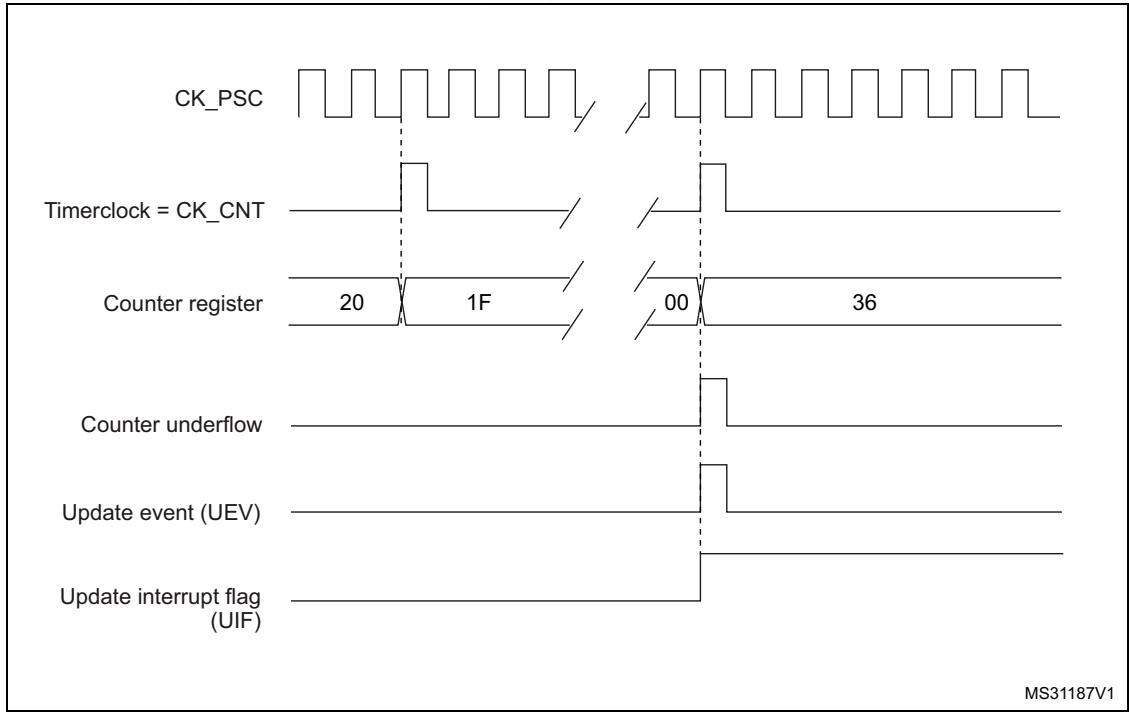 CK_PSC
Timerclock = CK_CNT
Counter register
20
1F
00
36
Counter underflow
Update event (UEV)
Update interrupt flag
(UIF)
MS31187V1